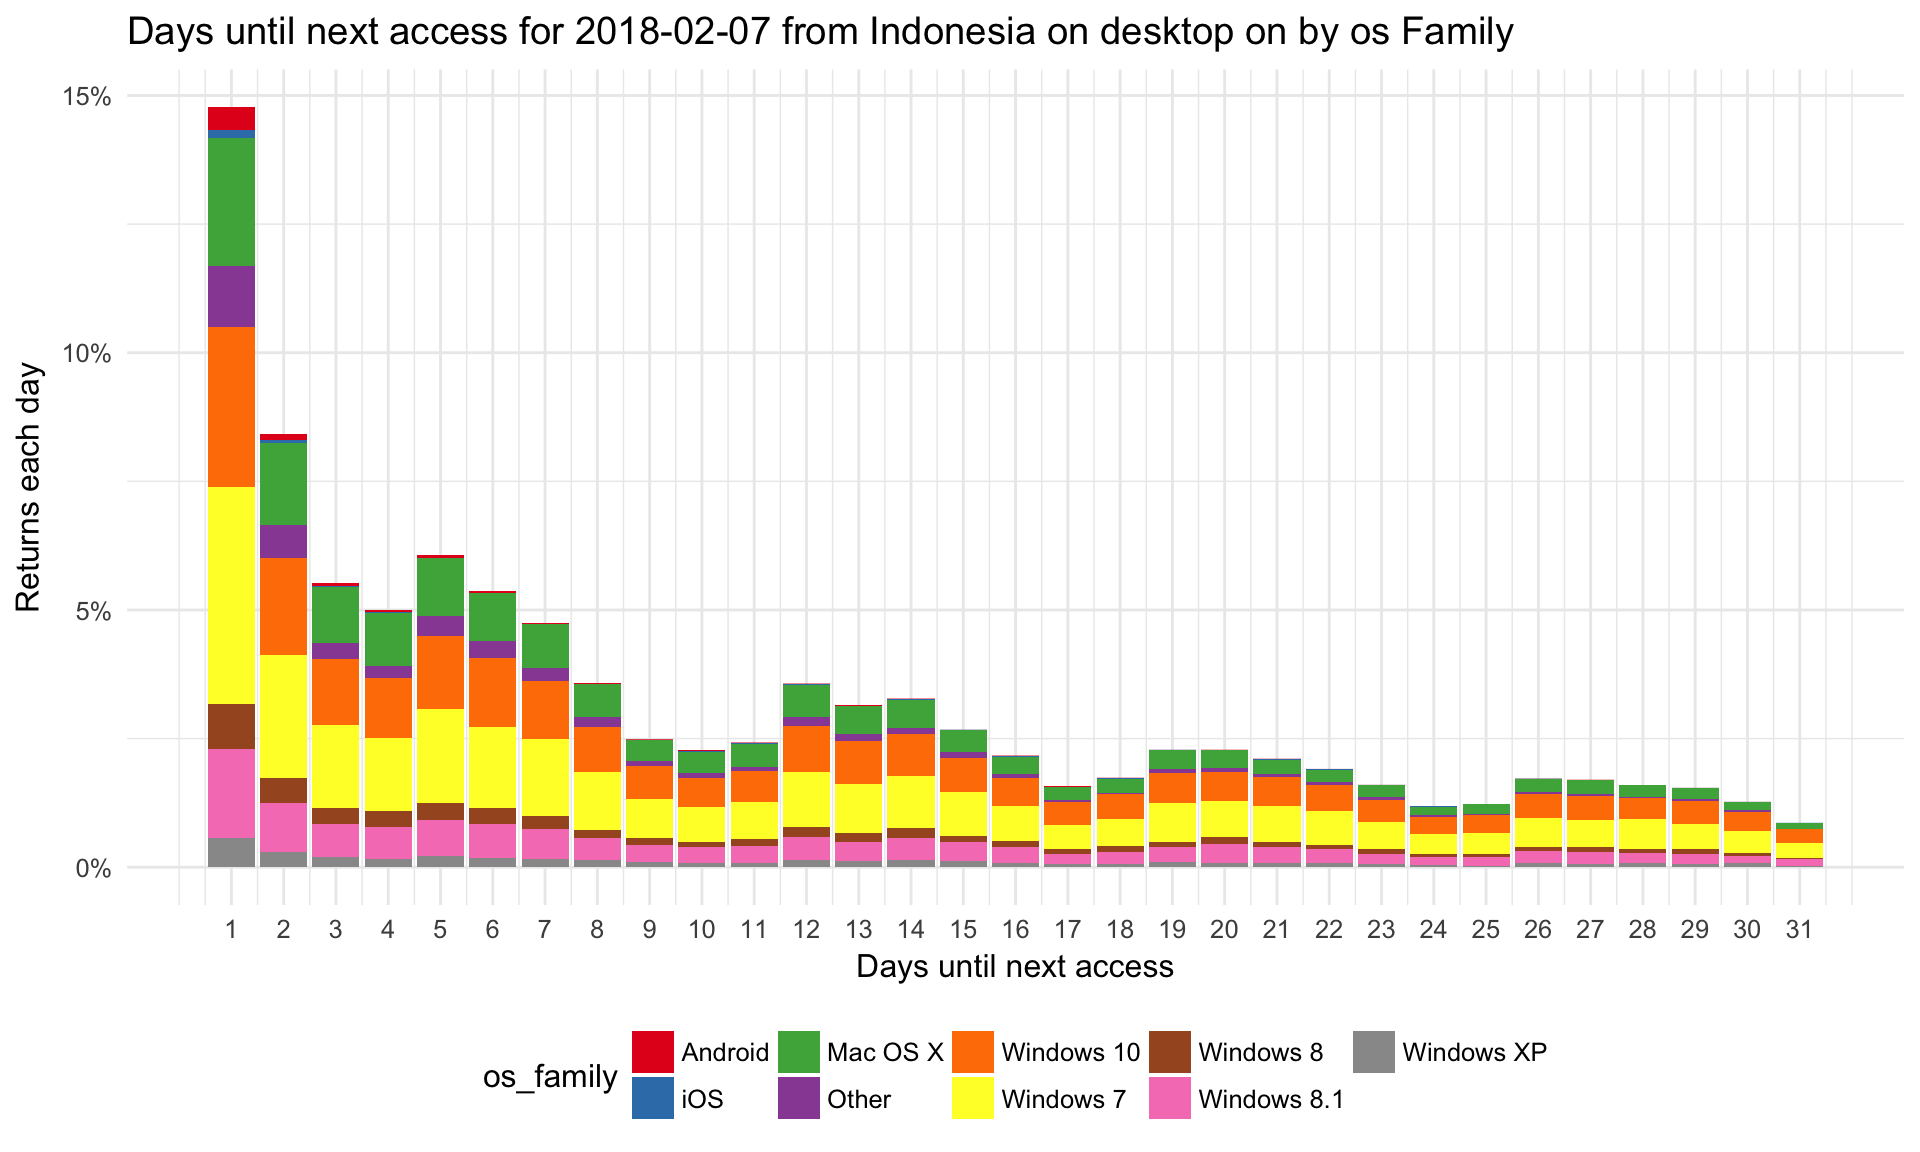 Days until next access for 2018-02-07 from Indonesia on desktop on by os Family
Returns each day
15%
10%
5%
0%
1 2 3 4 5 6 7 8 9 10 11 12 13 14 15 16 17 18 19 20 21 22 23 24 25 26 27 28 29 30 31
Days until next access
os_family
Android Mac OS X Windows 10 Windows 8 Windows XP
iOS Other Windows 7 Windows 8.1